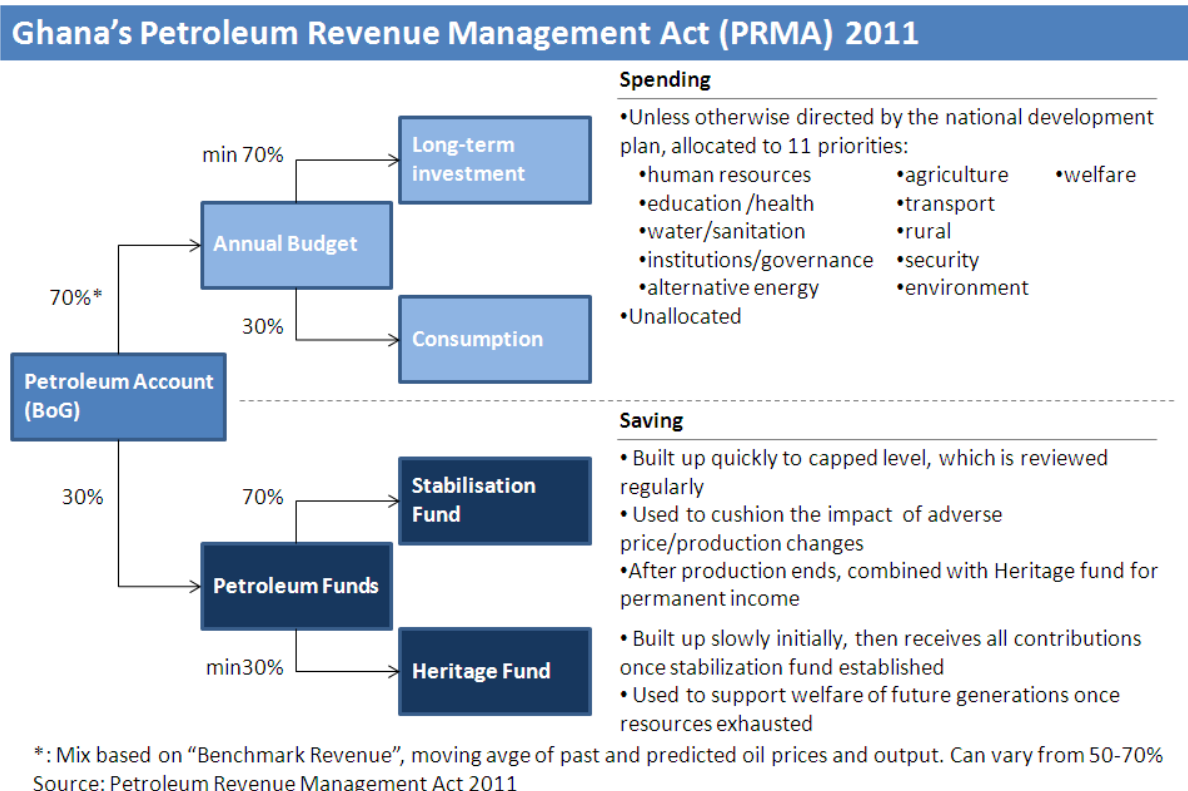 Ghana's Petroleum Revenue Management Act (PRMA) 2011
Spending
•Unless otherwise directed by the national development
plan, allocated to 11 priorities:
•human resources •agriculture •welfare
•education /health •transport
•water/sanitation •rural
•institutions/governance •security
•alternative energy •environment
•Unallocated
min 70%
Long-term
investment
Annual Budget
70%*
30%
Consumption
Petroleum Account
(BoG)
Saving
• Built up quickly to capped level, which is reviewed
regularly
• Used to cushion the impact of adverse
price/production changes
•After production ends, combined with Heritage fund for
permanent income
30%
70%
Stabilisation
Fund
Petroleum Funds
min30%
Heritage Fund
• Built up slowly initially, then receives all contributions
once stabilization fund established
• Used to support welfare of future generations once
resources exhausted
*: Mix based on “Benchmark Revenue”, moving avge of past and predicted oil prices and output. Can vary from 50-70%
Source: Petroleum Revenue Management Act 2011